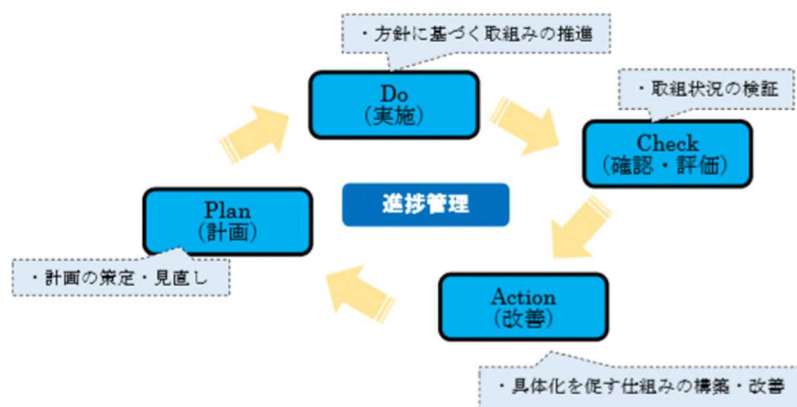 ・方針に基づく取組みの推進
Do
(実施)
・取組状況の検証
Check
(確認・評価)
進捗管理
Plan
(計画)
・計画の策定・見直し
Action
(改善)
・具体化を促す仕組みの構築・改善